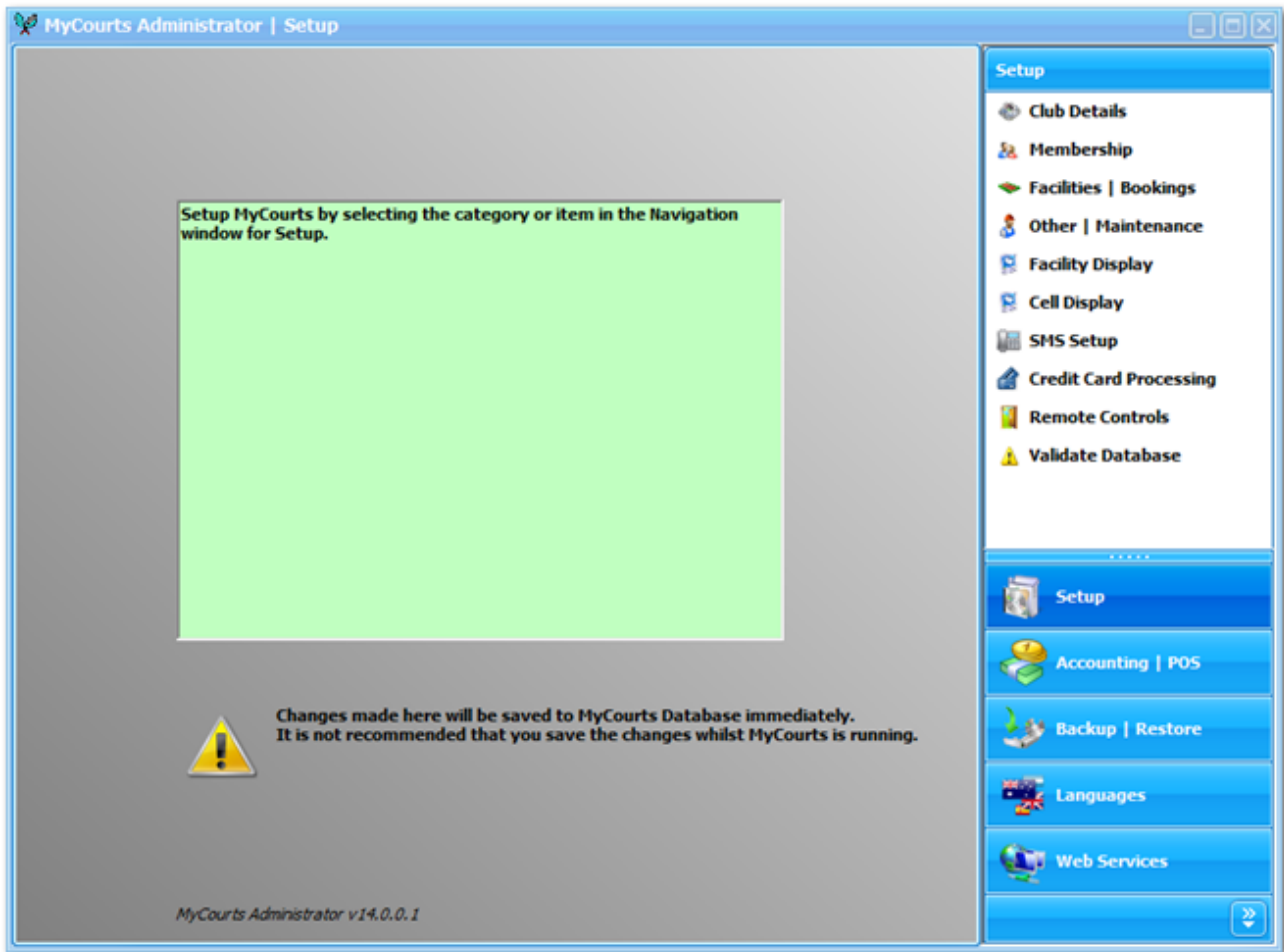 MyCourts Administrator | Setup
Setup MyCourts by selecting the category or item in the Navigation
window for Setup.
Changes made here will be saved to MyCourts Database immediately.
It is not recommended that you save the changes whilst MyCourts is running.
MyCourts Administrator v14.0.0.1
Setup
Club Details
Membership
Facilities | Bookings
Other | Maintenance
Facility Display
Cell Display
SMS Setup
Credit Card Processing
Remote Controls
Validate Database
Setup
Accounting | POS
Backup | Restore
Languages
Web Services